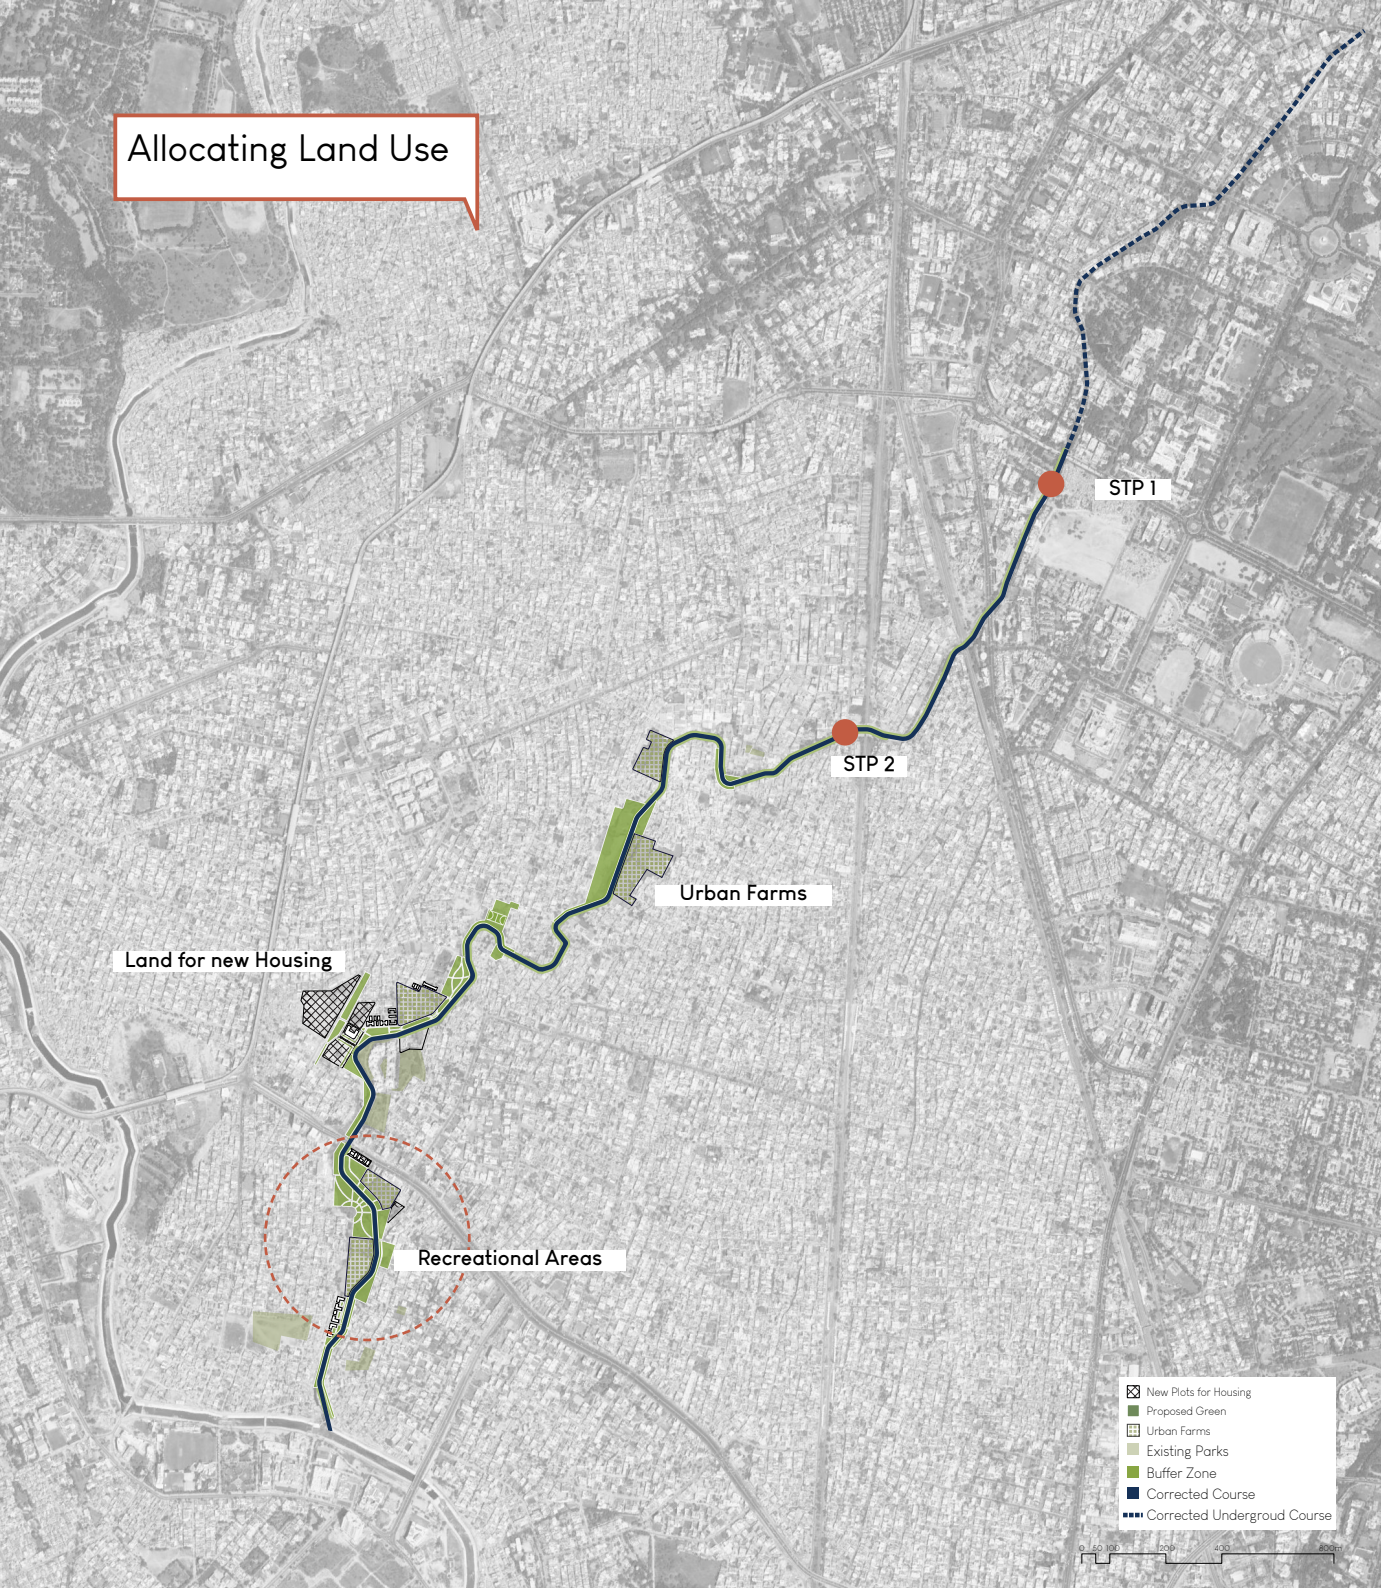 Allocating Land Use
STP 1
STP 2
Urban Farms
Land for new Housing
Recreational Areas
New Plots for Housing
Proposed Green
Urban Farms
Existing Parks
Buffer Zone
Corrected Course
Corrected Undergroud Course
0 50 100 200 400 800m